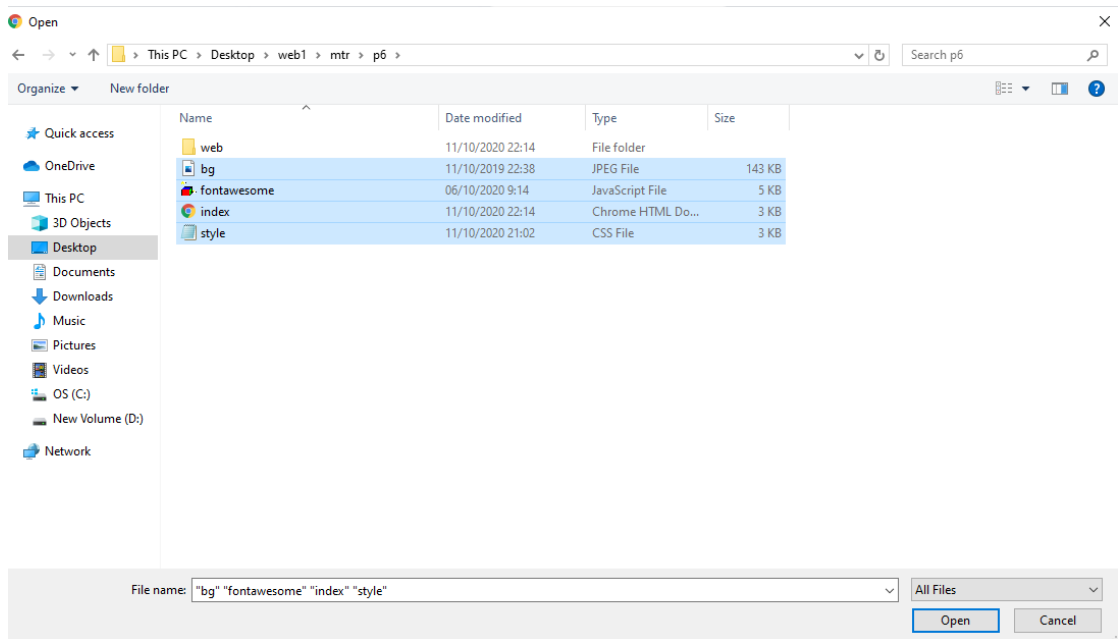 Open
This PC > Desktop > web1 > mtr > p6 >
Search p6
Organize
New folder
Name Date modified Type Size
Quick access
OneDrive
This PC
3D Objects
Desktop
Documents
Downloads
Music
Pictures
Videos
OS (C:)
New Volume (D:)
Network
web 11/10/2020 22:14 File folder
bg 11/10/2019 22:38 JPEG File 143 KB
fontawesome 06/10/2020 9:14 JavaScript File 5 KB
index 11/10/2020 22:14 Chrome HTML Do... 3 KB
style 11/10/2020 21:02 CSS File 3 KB
File name: "bg" "fontawesome" "index" "style"
All Files
Open Cancel